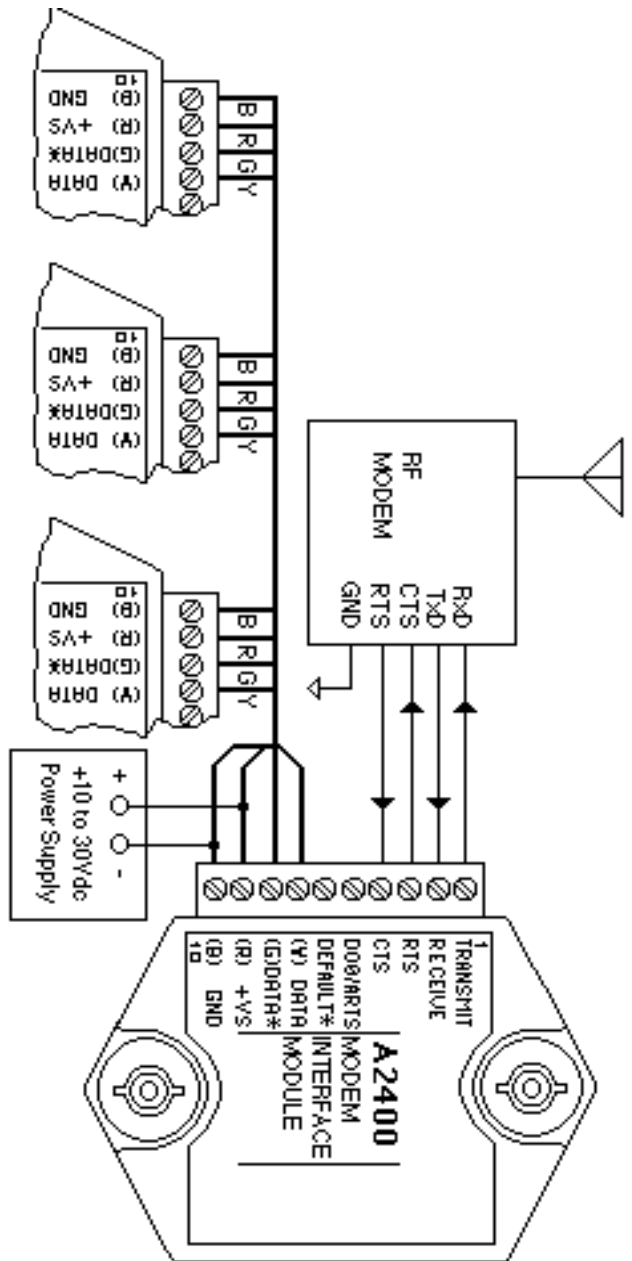 10
(B) GND
(R) +VS
(G)DATA*
(Y) DATA
B
R
G
Y
10
(B) GND
(R) +VS
(G)DATA*
(Y) DATA
B
R
G
Y
10
(B) GND
(R) +VS
(G)DATA*
(Y) DATA
B
R
G
Y
RF
MODEM
RxD
TxD
CTS
RTS
GND
+ -
+10 to 30Vdc
Power Supply
1
TRANSMIT
RECEIVE
RTS
CTS
DO0/ARTS
DEFAULT*
(Y) DATA
(G)DATA*
(R) +VS
(B) GND
10
A2400
MODEM
INTERFACE
MODULE